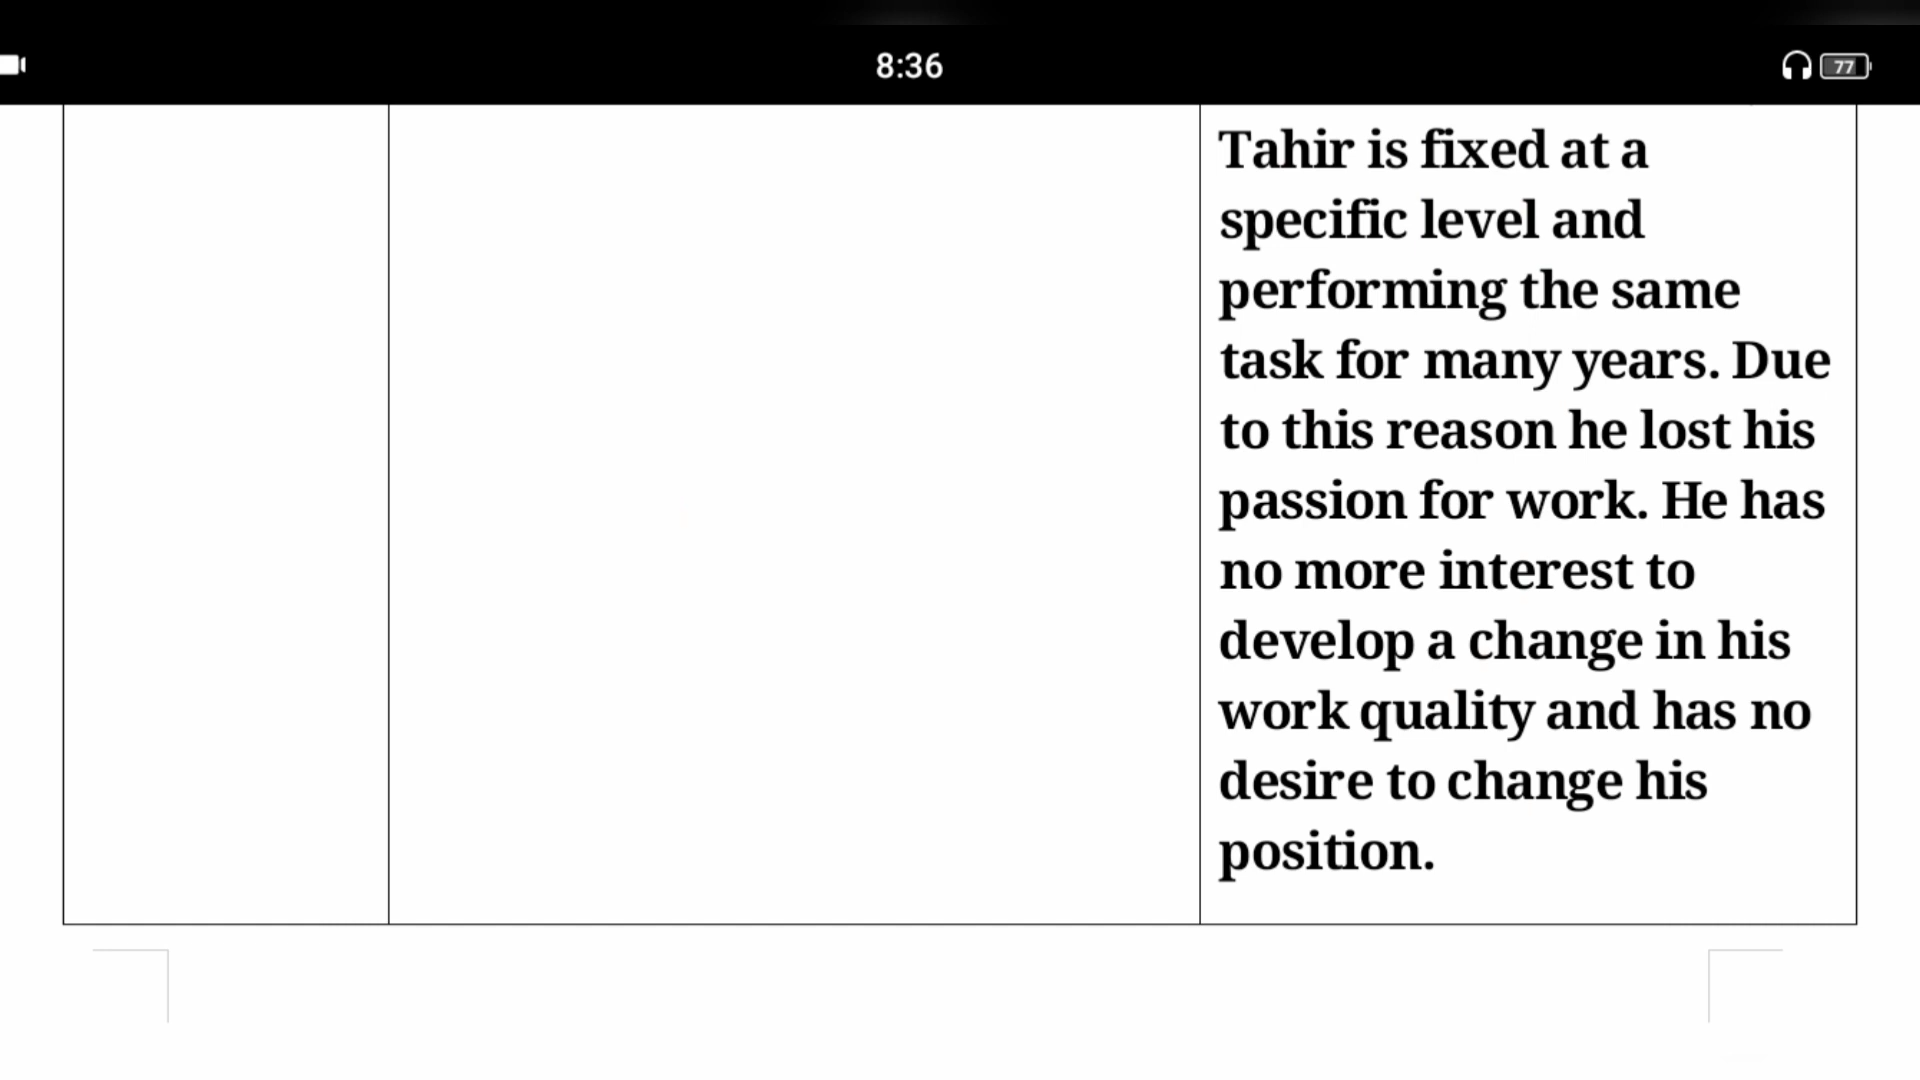 8:36
77
Tahir is fixed at a
specific level and
performing the same
task for many years. Due
to this reason he lost his
passion for work. He has
no more interest to
develop a change in his
work quality and has no
desire to change his
position.